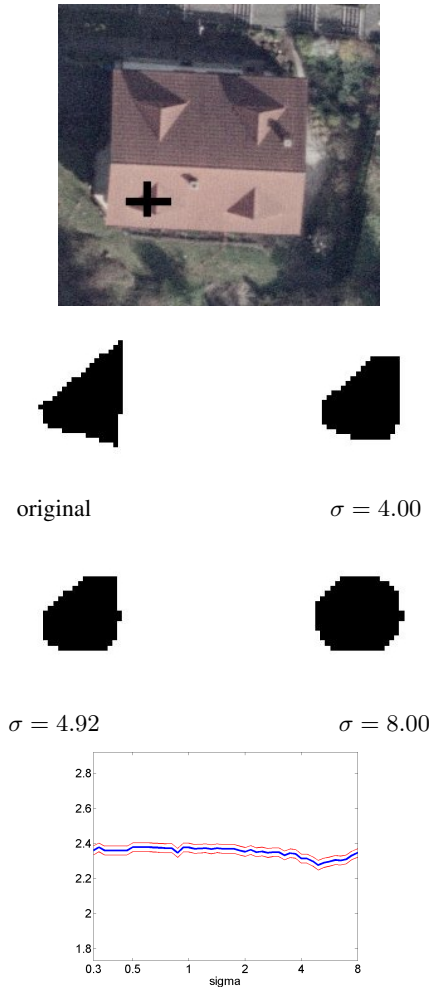 original
σ = 4.00
σ = 4.92
σ = 8.00
2.8
2.6
2.4
2.2
2
1.8
0.3 0.5 1 2 4 8
sigma